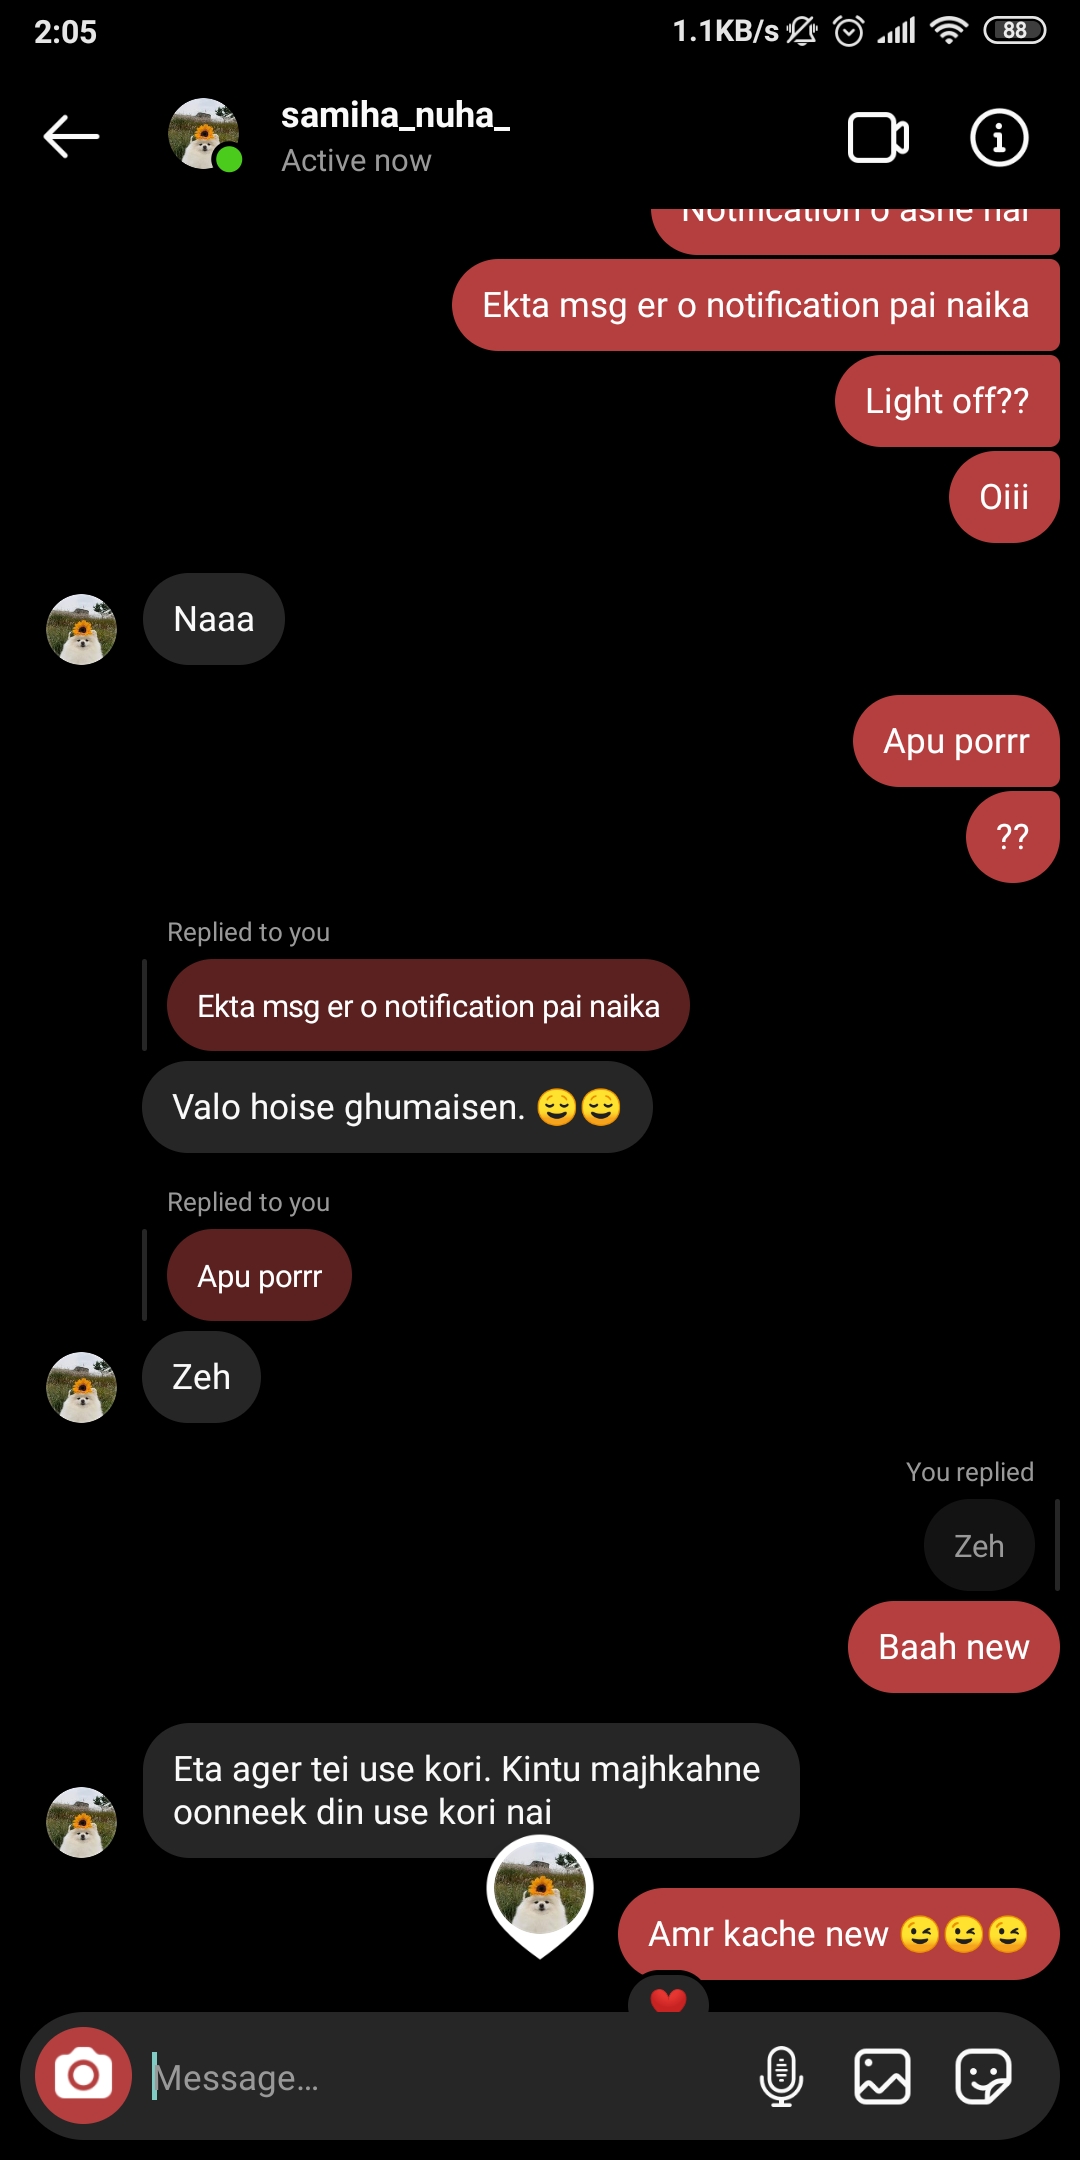 2:05
1.1KB/s
88
samiha_nuha_
Active now
Notification o ashe nai
Ekta msg er o notification pai naika
Light off??
Oiii
Naaa
Apu porrr
??
Replied to you
Ekta msg er o notification pai naika
Valo hoise ghumaisen. 😌😌
Replied to you
Apu porrr
Zeh
You replied
Zeh
Baah new
Eta ager tei use kori. Kintu majhkahne
oonneek din use kori nai
Amr kache new 😉😉😉
Message...